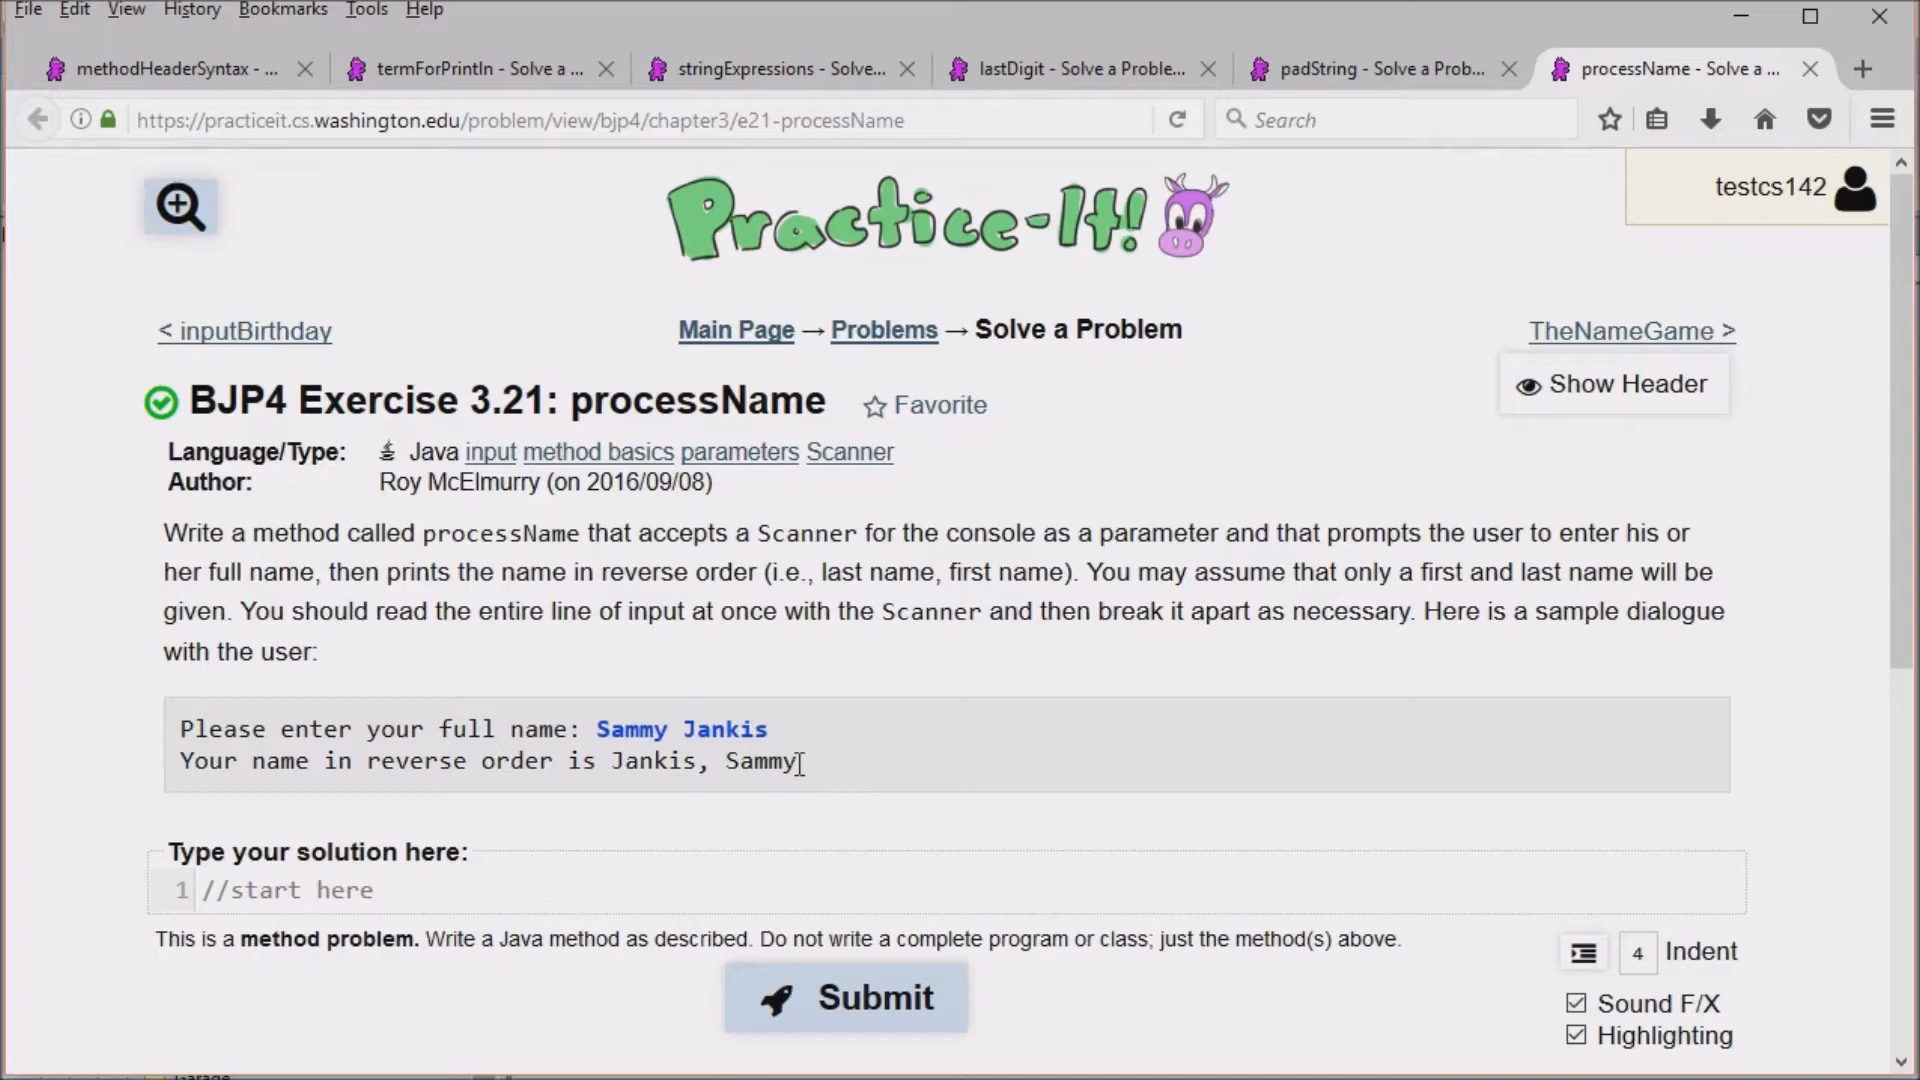 File Edit View History Bookmarks Tools Help
methodHeaderSyntax - ... termForPrintln - Solve a ... stringExpressions - Solve... lastDigit - Solve a Proble... padString - Solve a Prob... processName - Solve a ...
https://practiceit.cs.washington.edu/problem/view/bjp4/chapter3/e21-processName Search
Practice-It!
testcs142
< inputBirthday Main Page → Problems → Solve a Problem TheNameGame >
Show Header
BJP4 Exercise 3.21: processName Favorite
Language/Type: Java input method basics parameters Scanner
Author: Roy McElmurry (on 2016/09/08)
Write a method called processName that accepts a Scanner for the console as a parameter and that prompts the user to enter his or
her full name, then prints the name in reverse order (i.e., last name, first name). You may assume that only a first and last name will be
given. You should read the entire line of input at once with the Scanner and then break it apart as necessary. Here is a sample dialogue
with the user:
Please enter your full name: Sammy Jankis
Your name in reverse order is Jankis, Sammy
Type your solution here:
1 //start here
This is a method problem. Write a Java method as described. Do not write a complete program or class; just the method(s) above.
4 Indent
Submit
Sound F/X
Highlighting